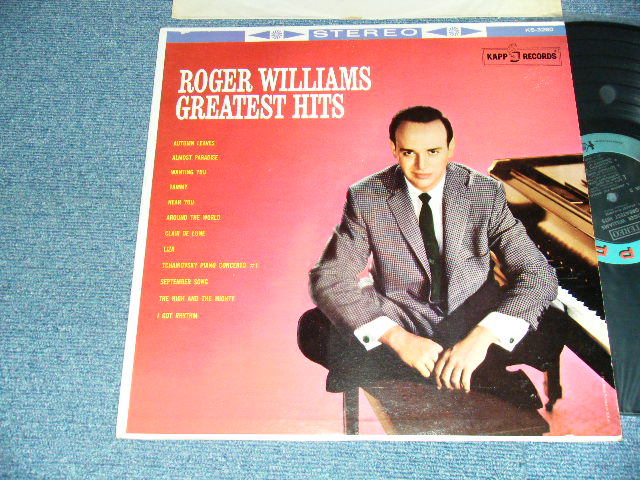 STEREO
KS-3260
KAPP RECORDS
ROGER WILLIAMS
GREATEST HITS
AUTUMN LEAVES
ALMOST PARADISE
WANTING YOU
TAMMY
NEAR YOU
AROUND THE WORLD
CLAIR DE LUNE
LIZA
TCHAIKOVSKY PIANO CONCERTO #1
SEPTEMBER SONG
THE HIGH AND THE MIGHTY
I GOT RHYTHM